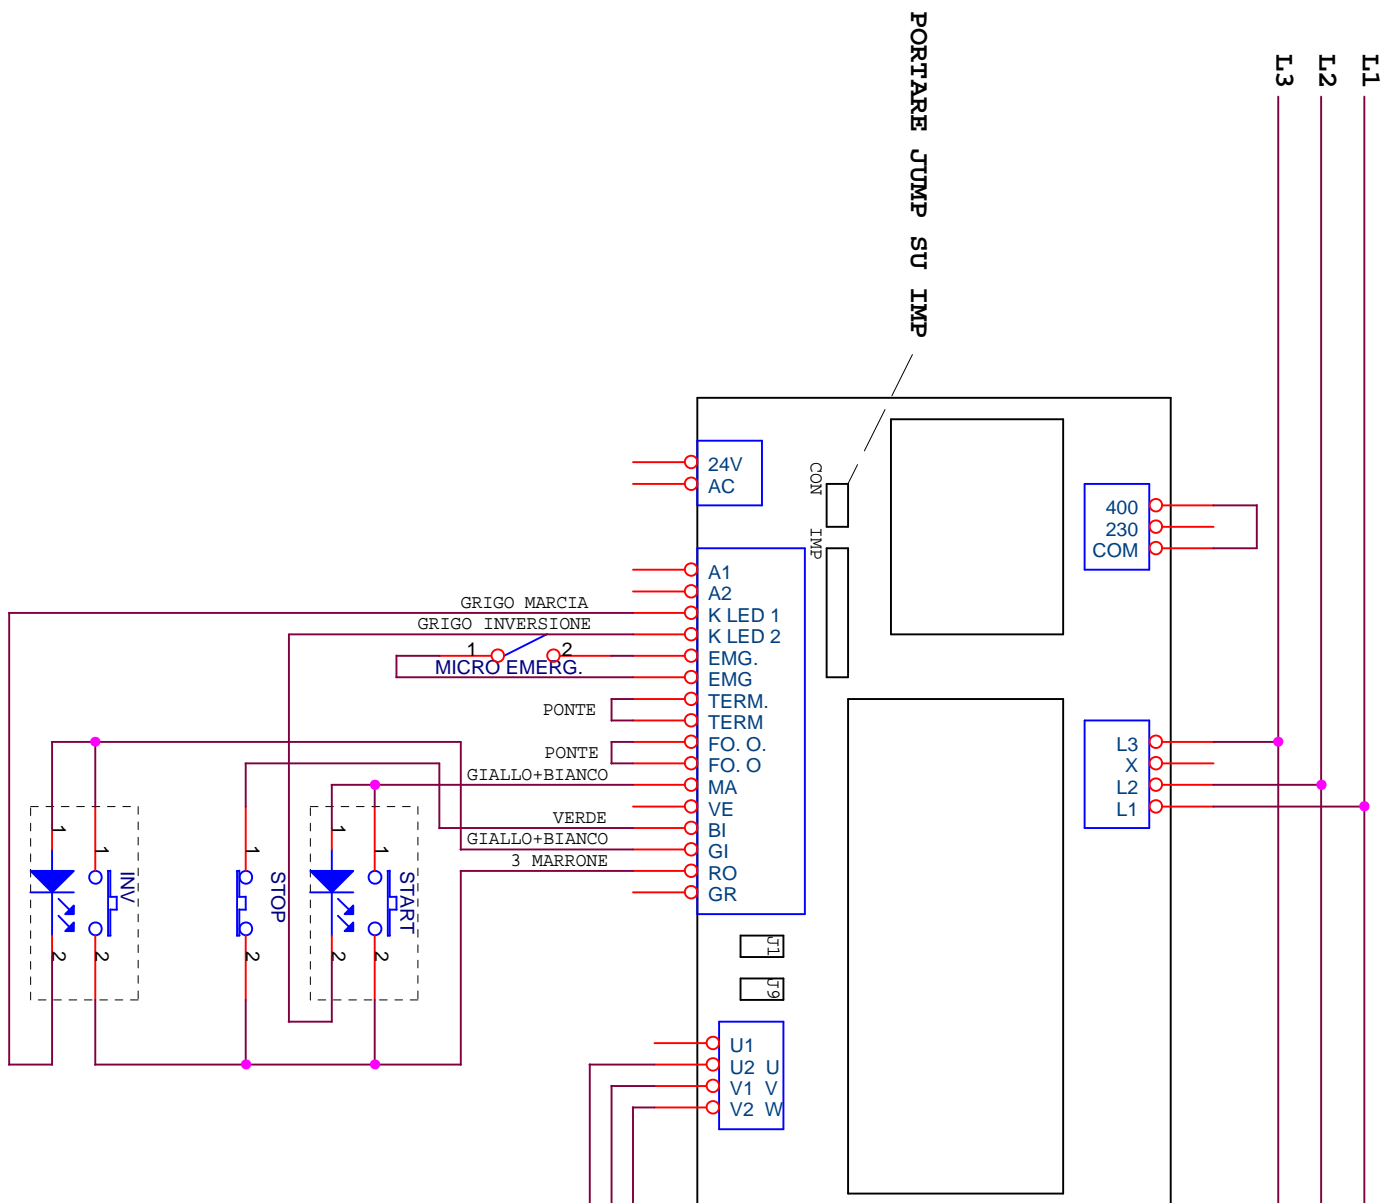 L1
L2
L3
PORTARE JUMP SU IMP
24V
AC
CON
IMP
400
230
COM
A1
A2
GRIGO MARCIA
K LED 1
GRIGO INVERSIONE
K LED 2
1
2
EMG.
MICRO EMERG.
EMG
TERM.
PONTE
TERM
FO. O.
PONTE
FO. O
GIALLO+BIANCO
MA
VE
VERDE
BI
GIALLO+BIANCO
GI
3 MARRONE
RO
GR
L3
X
L2
L1
1
1
INV
2
2
1
STOP
2
1
1
START
2
2
J1
J9
U1
U2 U
V1 V
V2 W